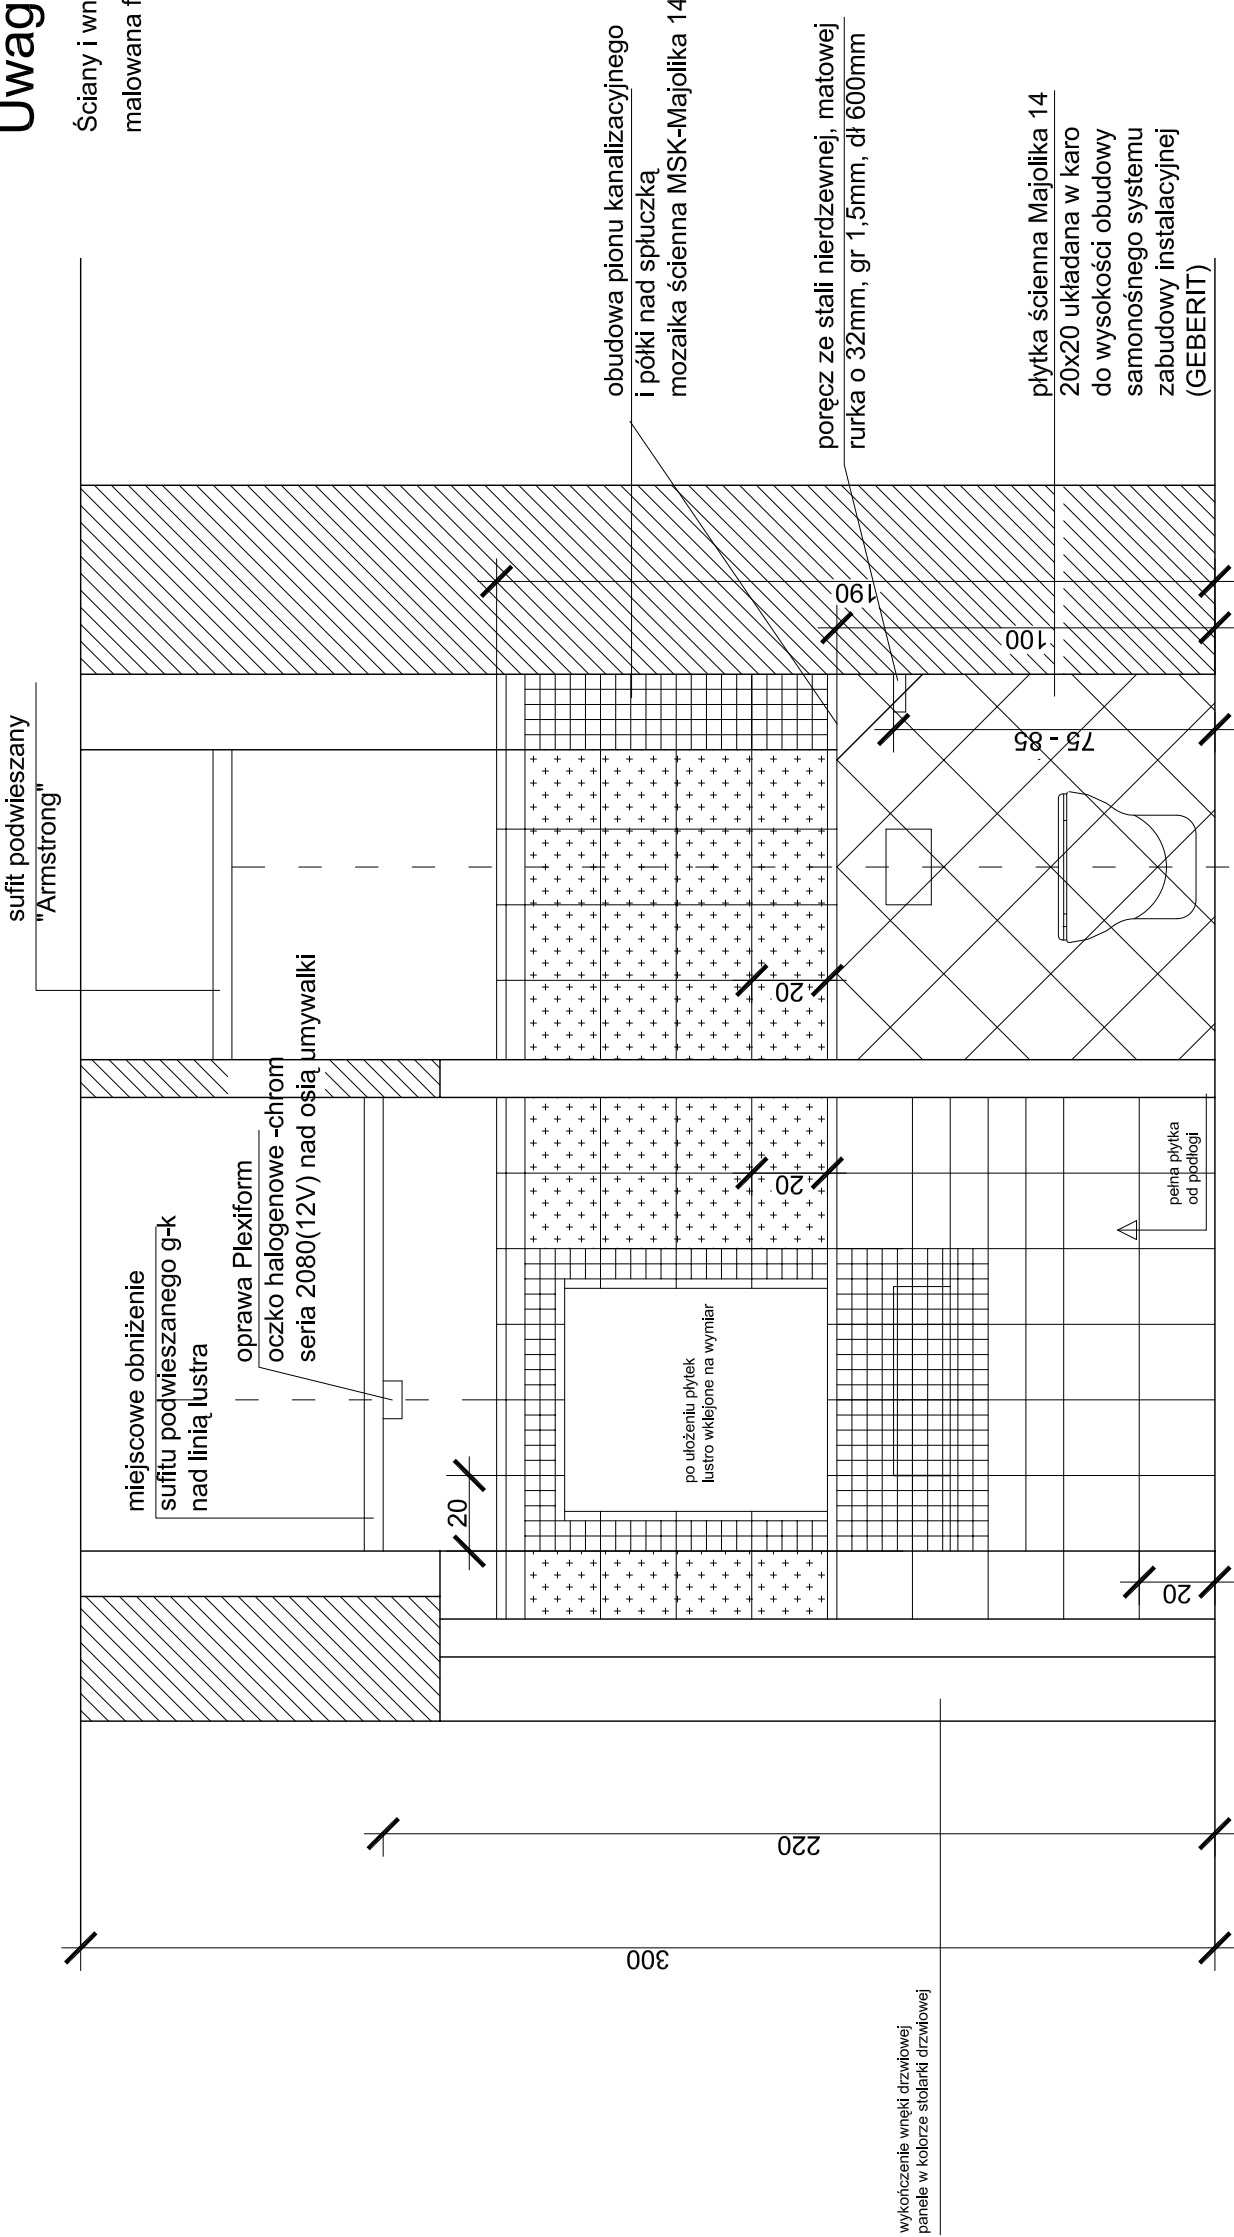 Uwag
Ściany i wn
malowana f
sufit podwieszany
"Armstrong"
miejscowe obniżenie
sufitu podwieszanego g-k
nad linią lustra
oprawa Plexiform
oczko halogenowe -chrom
seria 2080(12V) nad osią umywalki
obudowa pionu kanalizacyjnego
i półki nad spłuczką
mozaika ścienna MSK-Majolika 14
poręcz ze stali nierdzewnej, matowej
rurka o 32mm, gr 1,5mm, dł 600mm
płytka ścienna Majolika 14
20x20 układana w karo
do wysokości obudowy
samonośnego systemu
zabudowy instalacyjnej
(GEBERIT)
po ułożeniu płytek
lustro wklejone na wymiar
pełna płytka
od podłogi
wykończenie wnęki drzwiowej
panele w kolorze stolarki drzwiowej
300
220
20
20
20
20
190
100
75 - 85